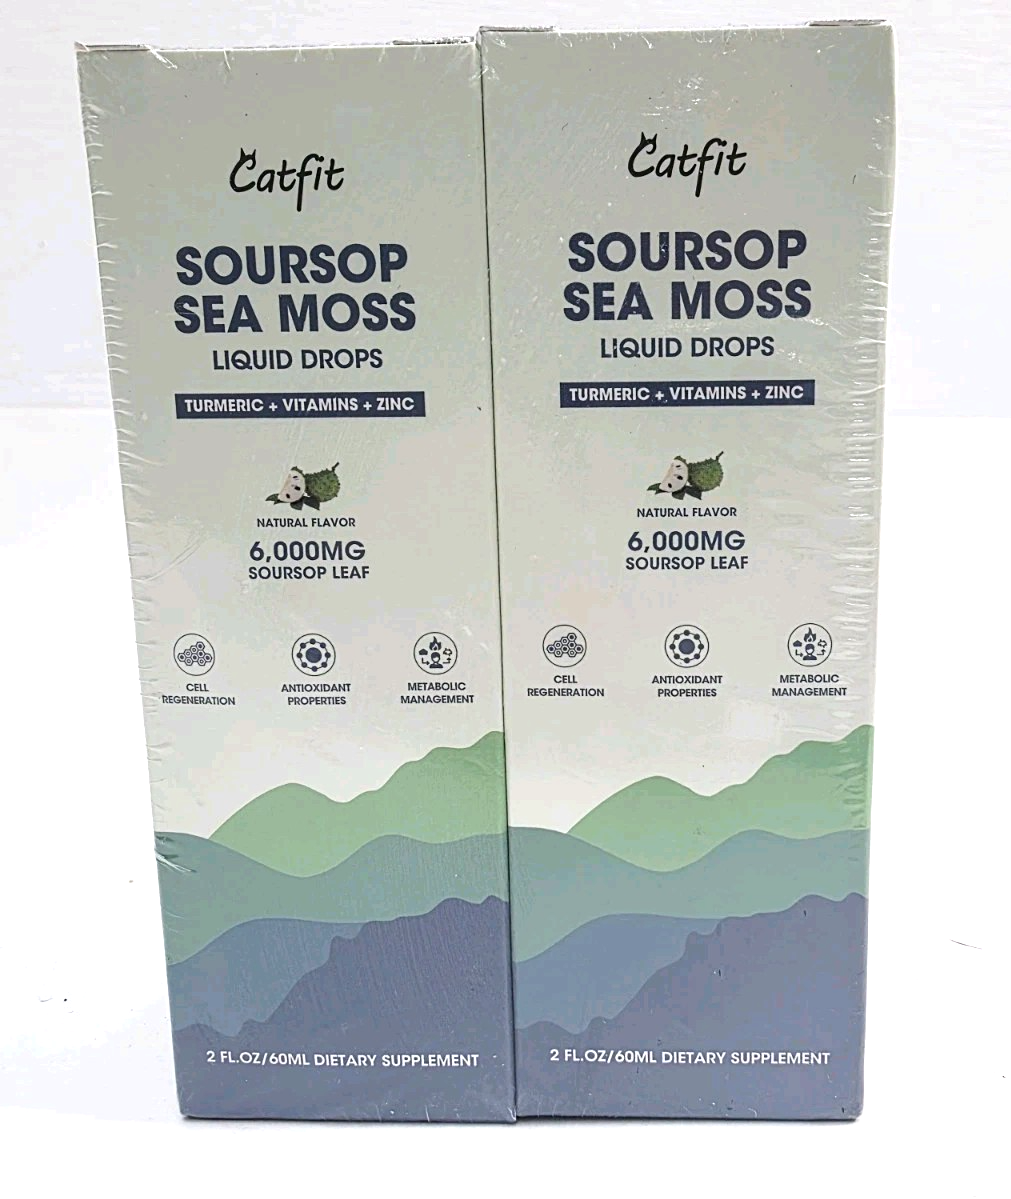 Catfit
SOURSOP
SEA MOSS
LIQUID DROPS
TURMERIC + VITAMINS + ZINC
NATURAL FLAVOR
6,000MG
SOURSOP LEAF
CELL
REGENERATION
ANTIOXIDANT
PROPERTIES
METABOLIC
MANAGEMENT
2 FL.OZ/60ML DIETARY SUPPLEMENT
Catfit
SOURSOP
SEA MOSS
LIQUID DROPS
TURMERIC + VITAMINS + ZINC
NATURAL FLAVOR
6,000MG
SOURSOP LEAF
CELL
REGENERATION
ANTIOXIDANT
PROPERTIES
METABOLIC
MANAGEMENT
2 FL.OZ/60ML DIETARY SUPPLEMENT